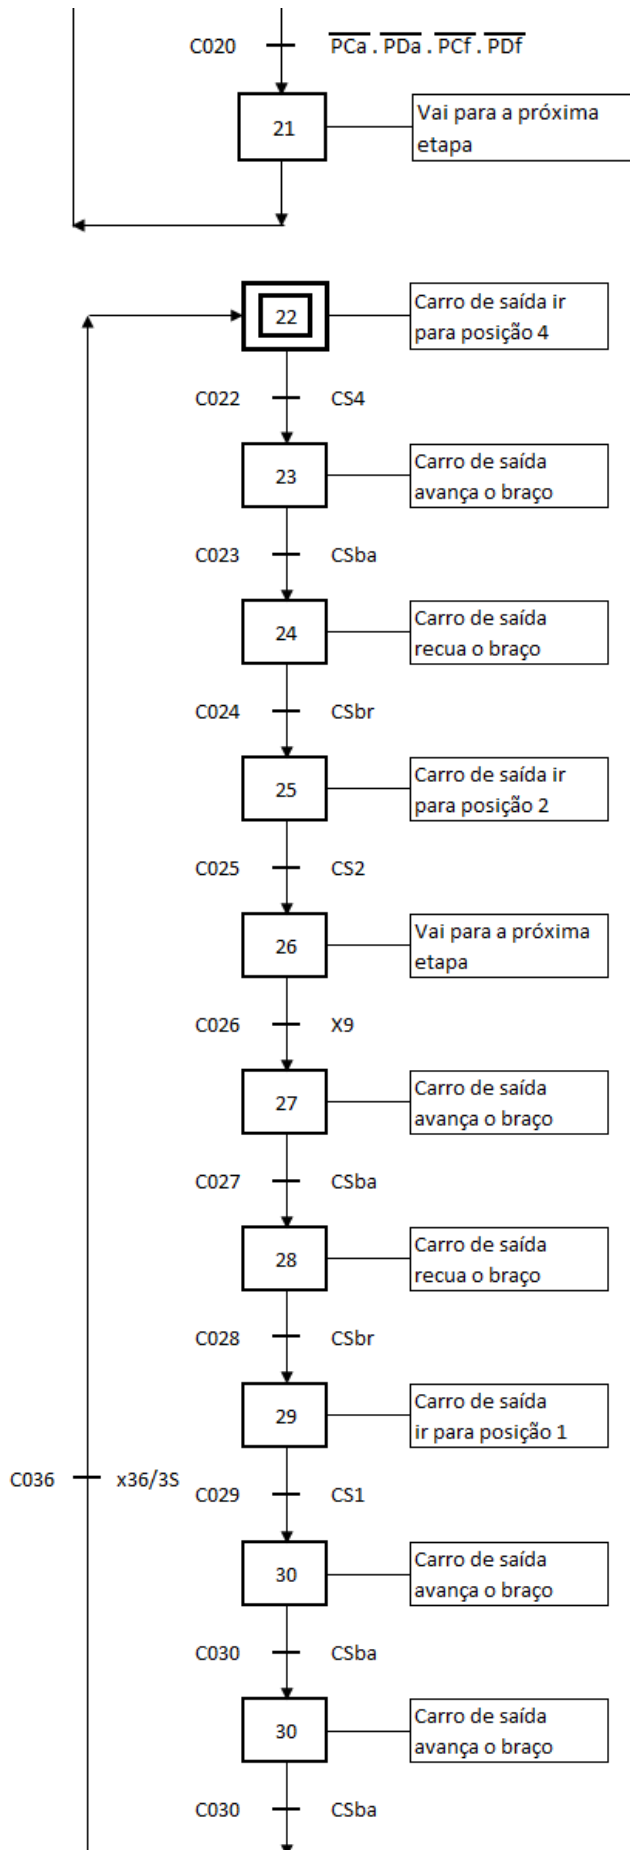 C020
P̅C̅a̅ . P̅D̅a̅ . P̅C̅f̅ . P̅D̅f̅
21
Vai para a próxima
etapa
22
Carro de saída ir
para posição 4
C022
CS4
23
Carro de saída
avança o braço
C023
CSba
24
Carro de saída
recua o braço
C024
CSbr
25
Carro de saída ir
para posição 2
C025
CS2
26
Vai para a próxima
etapa
C026
X9
27
Carro de saída
avança o braço
C027
CSba
28
Carro de saída
recua o braço
C028
CSbr
29
Carro de saída
ir para posição 1
C036
x36/3S
C029
CS1
30
Carro de saída
avança o braço
C030
CSba
30
Carro de saída
avança o braço
C030
CSba